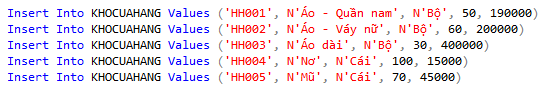 Insert Into KHOCUAHANG Values ('HH001', N'Áo - Quần nam', N'Bộ', 50, 190000)
Insert Into KHOCUAHANG Values ('HH002', N'Áo - Váy nữ', N'Bộ', 60, 200000)
Insert Into KHOCUAHANG Values ('HH003', N'Áo dài', N'Bộ', 30, 400000)
Insert Into KHOCUAHANG Values ('HH004', N'Nơ', N'Cái', 100, 15000)
Insert Into KHOCUAHANG Values ('HH005', N'Mũ', N'Cái', 70, 45000)